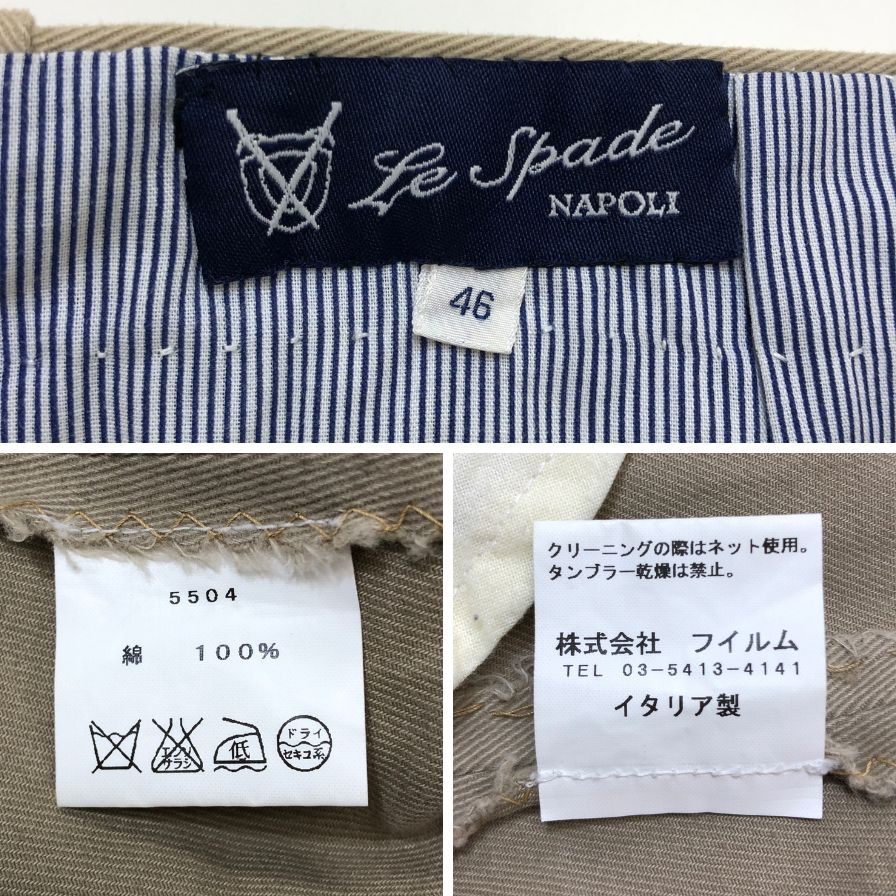 Le Spade
NAPOLI
46
5504
綿 100%
エンソ
サラシ
低
ドライ
セキユ系
クリーニングの際はネット使用。
タンブラー乾燥は禁止。
株式会社 フイルム
TEL 03-5413-4141
イタリア製